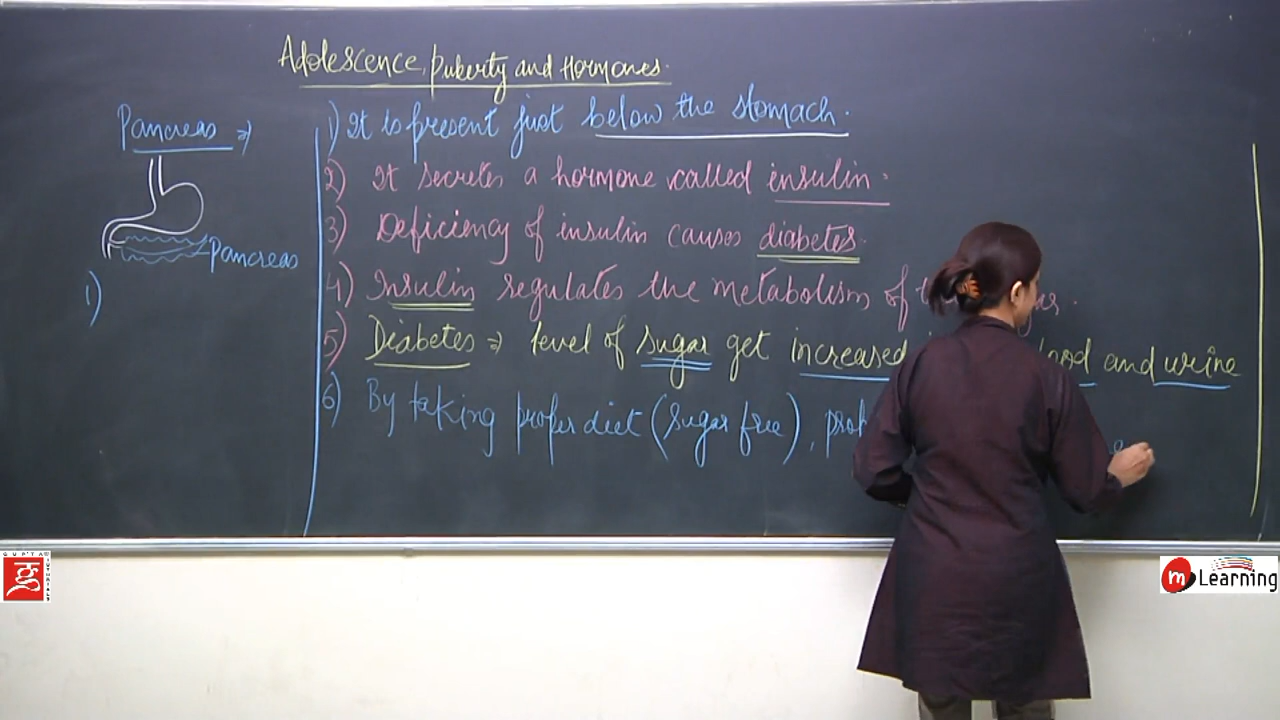 Adolescence, puberty and Hormones.
Pancreas ⇒
1) It is present just below the stomach.
2) It secretes a hormone called insulin.
3) Deficiency of insulin causes diabetes.
Pancreas
1)
4) Insulin regulates the metabolism of
5) Diabetes ⇒ level of sugar get increased and urine
6) By taking proper diet (Sugar free),
GUPTA
mLearning